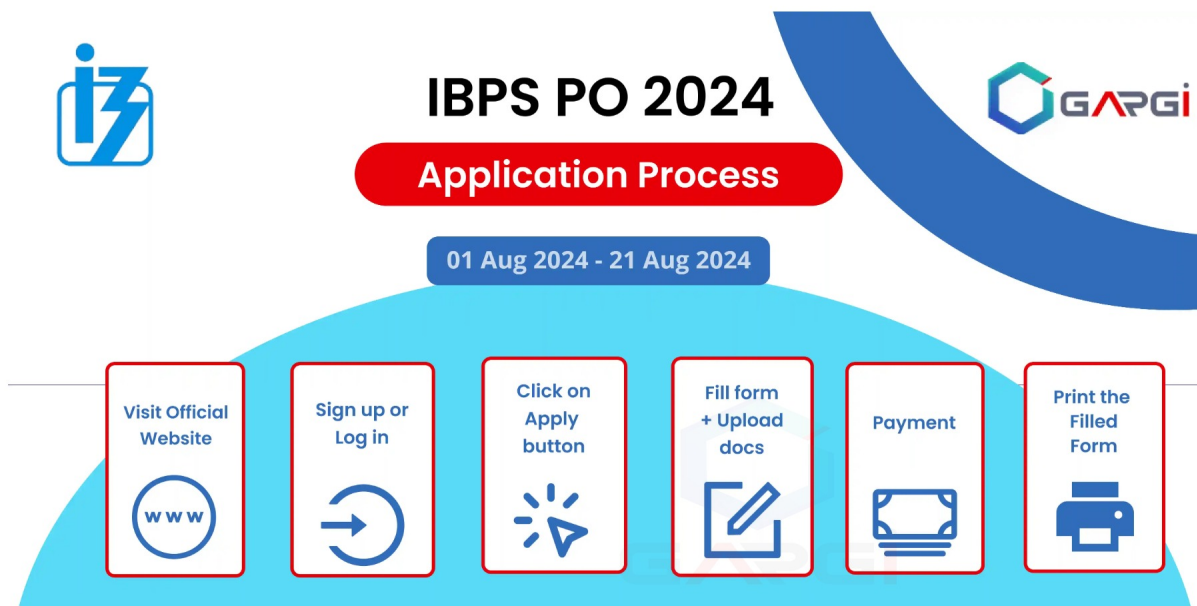 IBPS PO 2024
GARGi
Application Process
01 Aug 2024 - 21 Aug 2024
Visit Official
Website
www
Sign up or
Log in
Click on
Apply
button
Fill form
+ Upload
docs
Payment
Print the
Filled
Form
GARGI